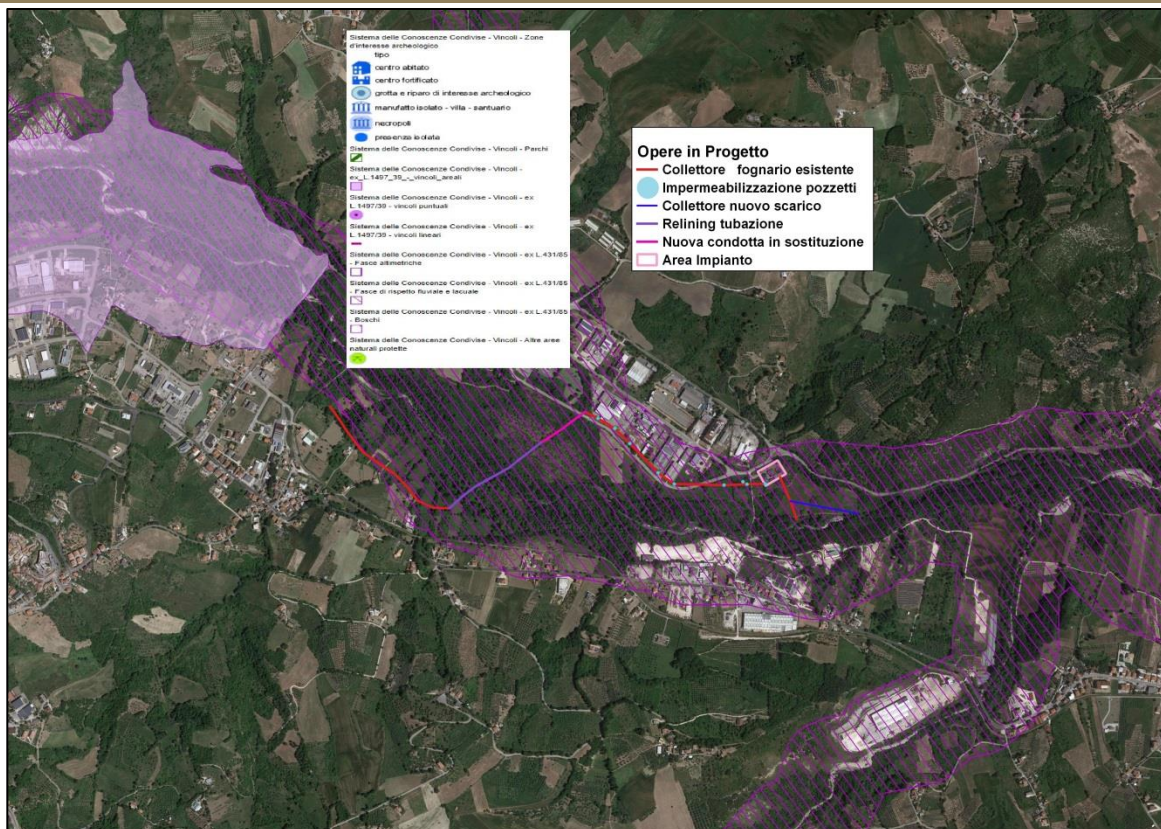 Sistema delle Conoscenze Condivise - Vincoli - Zone
d'interesse archeologico
tipo
centro abitato
centro fortificato
grotta e riparo di interesse archeologico
manufatto isolato - villa - santuario
necropoli
presenza isolata
Sistema delle Conoscenze Condivise - Vincoli - Parchi
Sistema delle Conoscenze Condivise - Vincoli -
ex_L.1497_39_-_vincoli_areali
Sistema delle Conoscenze Condivise - Vincoli - ex
L.1497/39 - vincoli puntuali
Sistema delle Conoscenze Condivise - Vincoli - ex
L.1497/39 - vincoli lineari
Sistema delle Conoscenze Condivise - Vincoli - ex L.431/85
- Fasce altimetriche
Sistema delle Conoscenze Condivise - Vincoli - ex L.431/85
- Fasce di rispetto fluviale e lacuale
Sistema delle Conoscenze Condivise - Vincoli - ex L.431/85
- Boschi
Sistema delle Conoscenze Condivise - Vincoli - Altre aree
naturali protette
Opere in Progetto
Collettore fognario esistente
Impermeabilizzazione pozzetti
Collettore nuovo scarico
Relining tubazione
Nuova condotta in sostituzione
Area Impianto